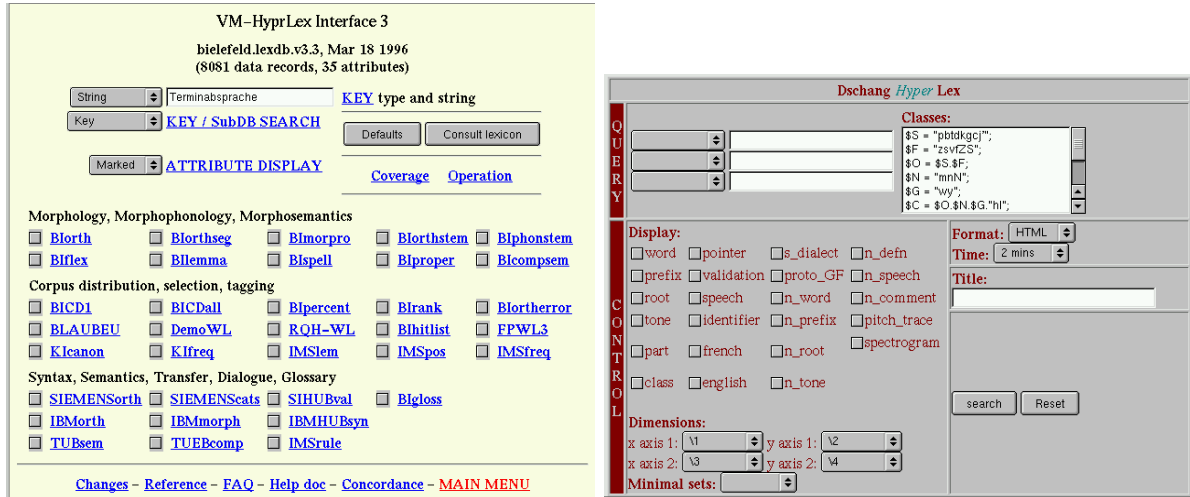 VM-HyprLex Interface 3
bielefeld.lexdb.v3.3, Mar 18 1996
(8081 data records, 35 attributes)
String Terminabsprache KEY type and string
Key KEY / SubDB SEARCH
Defaults Consult lexicon
Marked ATTRIBUTE DISPLAY
Coverage Operation
Morphology, Morphophonology, Morphosemantics
BIorth BIorthseg BImorpro BIorthstem BIphonstem
BIflex BIlemma BIspell BIproper BIcompsem
Corpus distribution, selection, tagging
BICD1 BICDall BIpercent BIrank BIortherror
BLAUBEU DemoWL RQH-WL BIhitlist FPWL3
KIcanon KIfreq IMSlem IMSpos IMSfreq
Syntax, Semantics, Transfer, Dialogue, Glossary
SIEMENSorth SIEMENScats SIHUBval BIgloss
IBMorth IBMmorph IBMHUBsyn
TUBsem TUEBcomp IMSrule
Changes - Reference - FAQ - Help doc - Concordance - MAIN MENU
Dschang Hyper Lex
QUERY
Classes:
$S = "pbtdkgcj'";
$F = "zsvfZS";
$O = $S.$F;
$N = "mnN";
$G = "wy";
$C = $O.$N.$G."hl";
CONTROL
Display:
word pointer s_dialect n_defn
prefix validation proto_GF n_speech
root speech n_word n_comment
tone identifier n_prefix pitch_trace
part french n_root spectrogram
class english n_tone
Dimensions:
x axis 1: \1 y axis 1: \2
x axis 2: \3 y axis 2: \4
Minimal sets:
Format: HTML
Time: 2 mins
Title:
search Reset